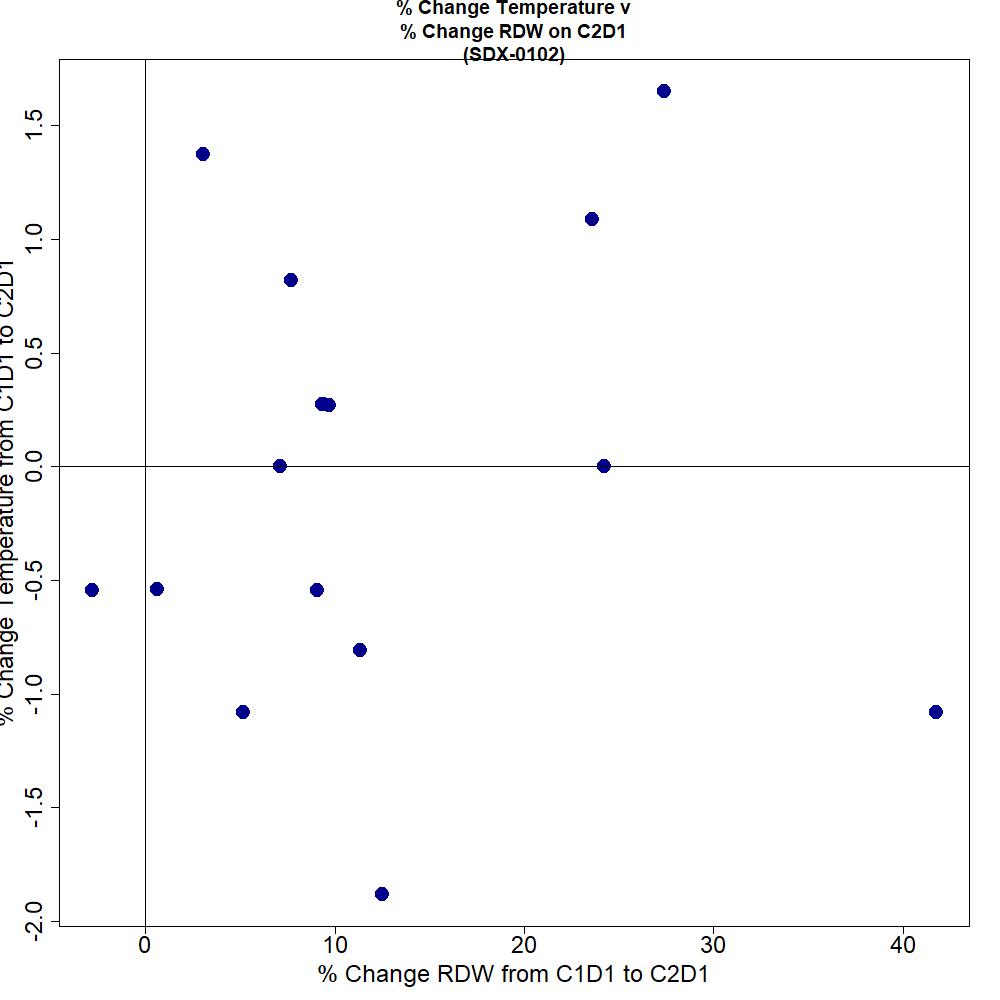 % Change Temperature v
% Change RDW on C2D1
(SDX-0102)
% Change Temperature from C1D1 to C2D1
1.5
1.0
0.5
0.0
-0.5
-1.0
-1.5
-2.0
0 10 20 30 40
% Change RDW from C1D1 to C2D1